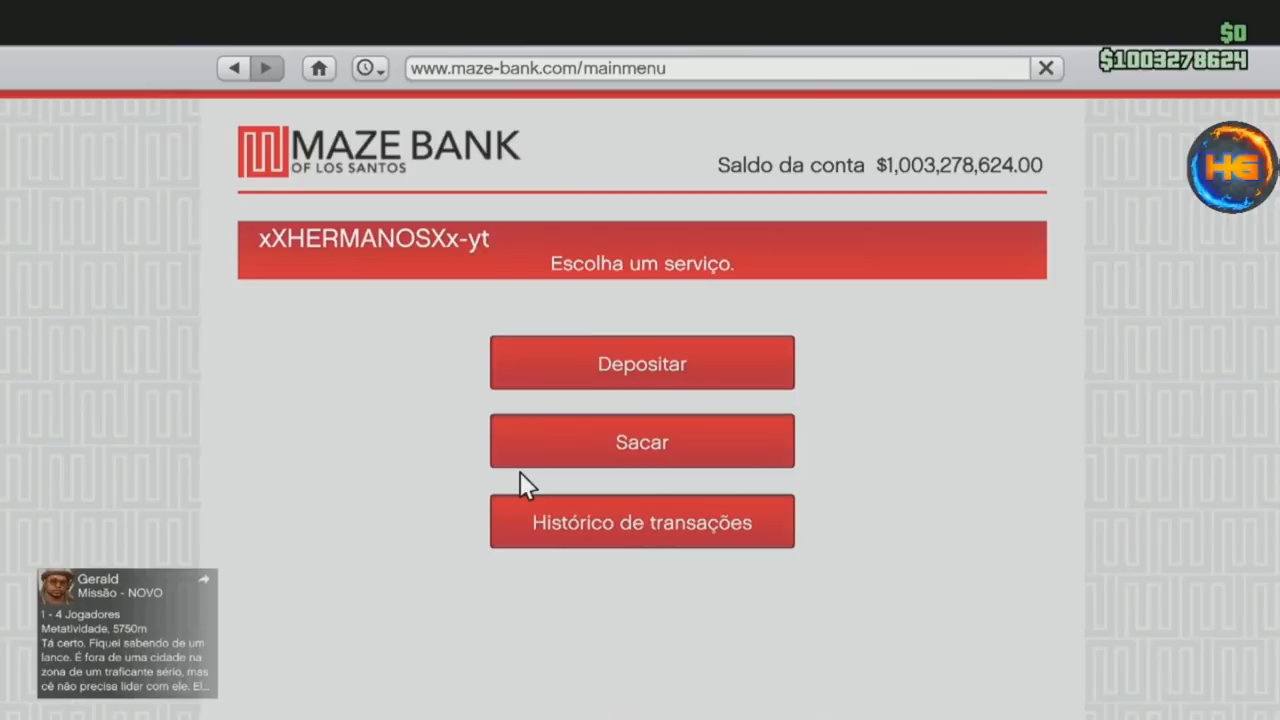 $0
$1003278624
www.maze-bank.com/mainmenu
MAZE BANK
OF LOS SANTOS
Saldo da conta $1,003,278,624.00
HG
xXHERMANOSXx-yt
Escolha um serviço.
Depositar
Sacar
Histórico de transações
Gerald
Missão - NOVO
1 - 4 Jogadores
Metatividade, 5750m
Tá certo. Fiquei sabendo de um
lance. É fora de uma cidade na
zona de um traficante sério, mas
cê não precisa lidar com ele. El...